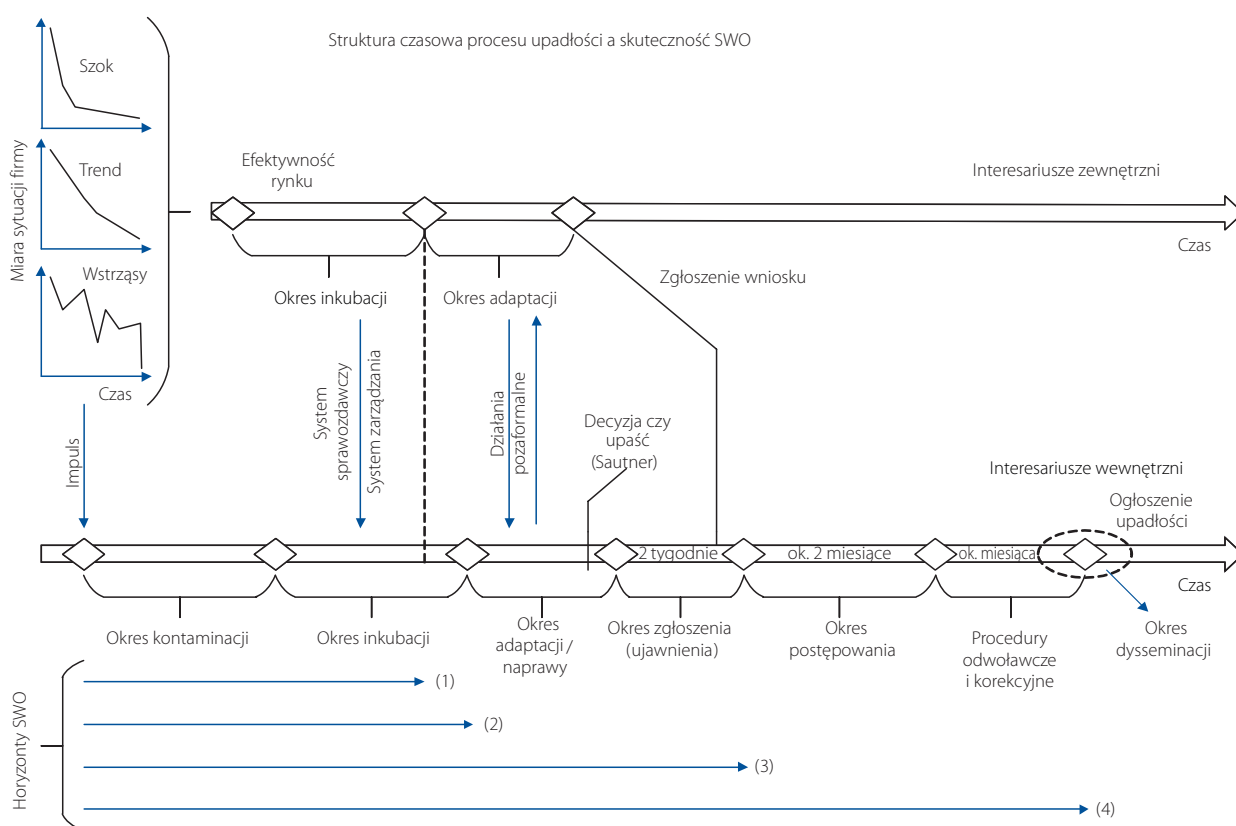 Struktura czasowa procesu upadłości a skuteczność SWO
Miara sytuacji firmy
Szok
Trend
Wstrząsy
Czas
Efektywność
rynku
Interesariusze zewnętrzni
Czas
Okres inkubacji
Okres adaptacji
Zgłoszenie wniosku
Impuls
System
sprawozdawczy
System zarządzania
Działania
pozaformalne
Decyzja czy
upaść
(Sautner)
Interesariusze wewnętrzni
Ogłoszenie
upadłości
2 tygodnie
ok. 2 miesiące
ok. miesiąca
Czas
Okres kontaminacji
Okres inkubacji
Okres
adaptacji/
naprawy
Okres zgłoszenia
(ujawnienia)
Okres
postępowania
Procedury
odwoławcze
i korekcyjne
Okres
dysseminacji
Horyzonty SWO
(1)
(2)
(3)
(4)